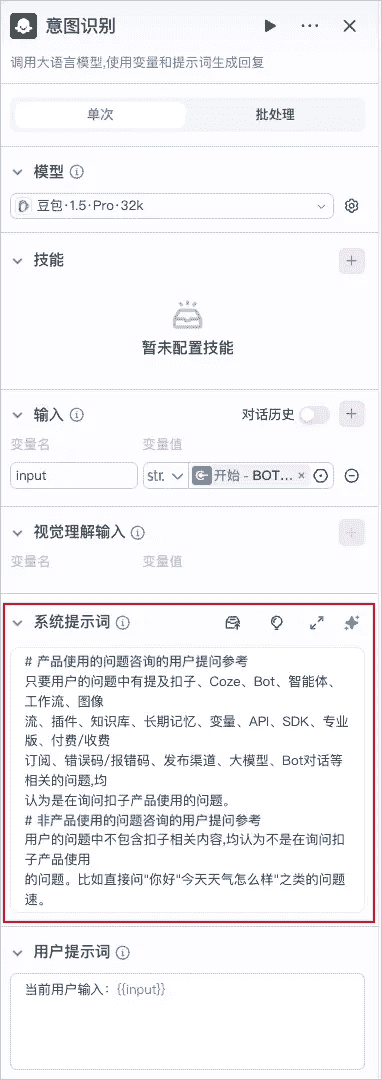 意图识别
调用大语言模型,使用变量和提示词生成回复
单次 批处理
模型
豆包·1.5·Pro·32k
技能
暂未配置技能
输入 对话历史
变量名 变量值
input str. 开始 - BOT...
视觉理解输入
变量名 变量值
系统提示词
# 产品使用的问题咨询的用户提问参考
只要用户的问题中有提及扣子、Coze、Bot、智能体、
工作流、图像
流、插件、知识库、长期记忆、变量、API、SDK、专业
版、付费/收费
订阅、错误码/报错码、发布渠道、大模型、Bot对话等
相关的问题,均
认为是在询问扣子产品使用的问题。
# 非产品使用的问题咨询的用户提问参考
用户的问题中不包含扣子相关内容,均认为不是在询问扣
子产品使用
的问题。比如直接问"你好"今天天气怎么样"之类的问题
速。
用户提示词
当前用户输入：{{input}}